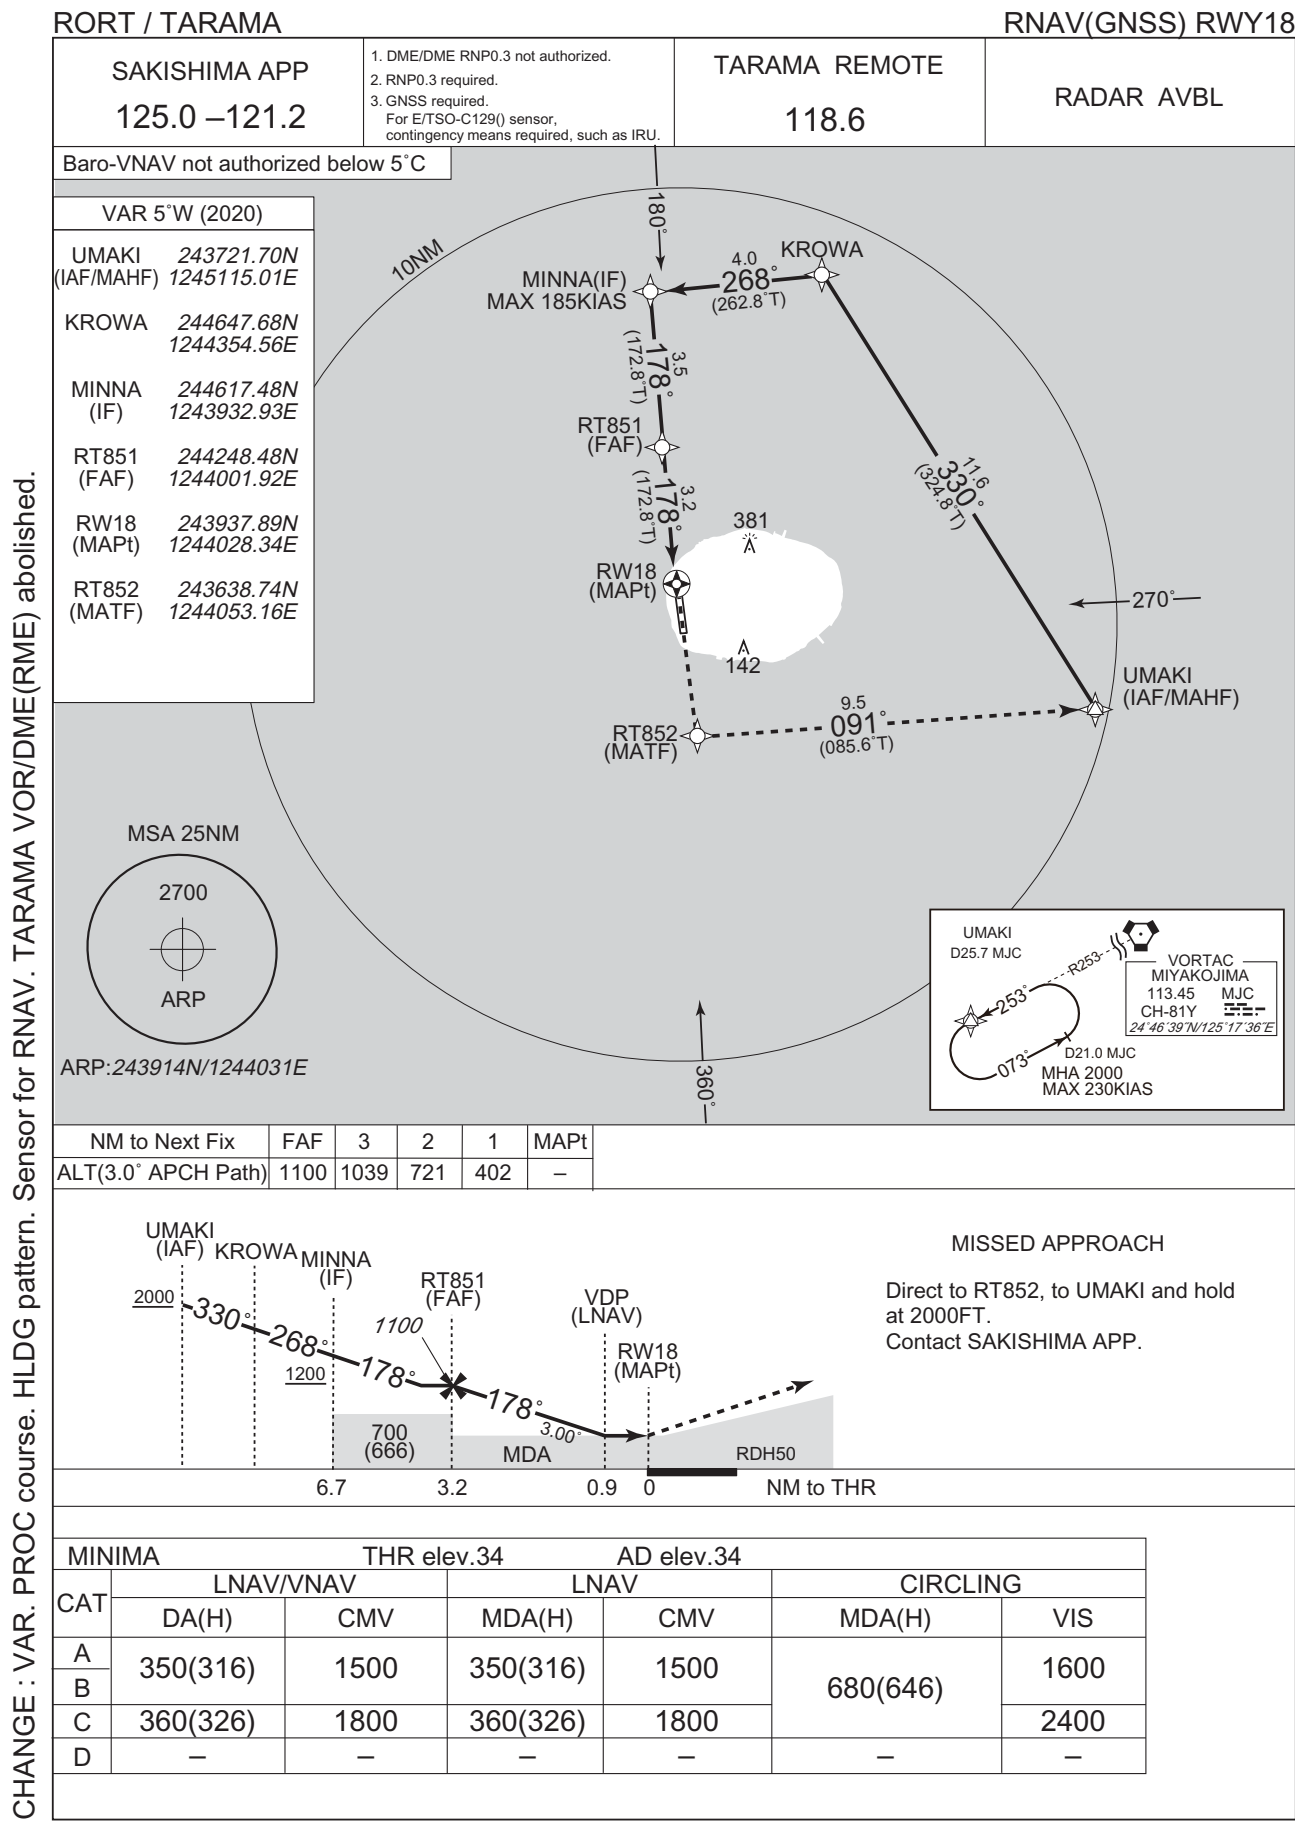 RORT / TARAMA
RNAV(GNSS) RWY18
SAKISHIMA APP
125.0 –121.2
1. DME/DME RNP0.3 not authorized.
2. RNP0.3 required.
3. GNSS required.
For E/TSO-C129() sensor,
contingency means required, such as IRU.
TARAMA REMOTE
118.6
RADAR AVBL
Baro-VNAV not authorized below 5˚C
VAR 5˚W (2020)
UMAKI 243721.70N
(IAF/MAHF) 1245115.01E
KROWA 244647.68N
1244354.56E
MINNA 244617.48N
(IF) 1243932.93E
RT851 244248.48N
(FAF) 1244001.92E
RW18 243937.89N
(MAPt) 1244028.34E
RT852 243638.74N
(MATF) 1244053.16E
10NM
180˚
MINNA(IF)
MAX 185KIAS
KROWA
4.0
268˚
(262.8˚T)
3.5
178˚
(172.8˚T)
RT851
(FAF)
3.2
178˚
(172.8˚T)
11.6
330˚
(324.8˚T)
381
RW18
(MAPt)
142
270˚
UMAKI
(IAF/MAHF)
RT852
(MATF)
9.5
091˚
(085.6˚T)
MSA 25NM
2700
ARP
ARP:243914N/1244031E
360˚
UMAKI
D25.7 MJC
R253
253˚
073˚
D21.0 MJC
MHA 2000
MAX 230KIAS
VORTAC
MIYAKOJIMA
113.45 MJC
CH-81Y
24˚46´39˝N/125˚17´36˝E
NM to Next Fix FAF 3 2 1 MAPt
ALT(3.0˚ APCH Path) 1100 1039 721 402 –
UMAKI
(IAF)
KROWA
MINNA
(IF)
RT851
(FAF)
VDP
(LNAV)
RW18
(MAPt)
2000
330˚
268˚
1200
178˚
1100
178˚
3.00˚
700
(666)
MDA
RDH50
6.7 3.2 0.9 0 NM to THR
MISSED APPROACH
Direct to RT852, to UMAKI and hold
at 2000FT.
Contact SAKISHIMA APP.
MINIMA THR elev.34 AD elev.34
CAT LNAV/VNAV LNAV CIRCLING
DA(H) CMV MDA(H) CMV MDA(H) VIS
A
B
350(316) 1500 350(316) 1500 680(646) 1600
C 360(326) 1800 360(326) 1800 2400
D – – – – – –
CHANGE : VAR. PROC course. HLDG pattern. Sensor for RNAV. TARAMA VOR/DME(RME) abolished.